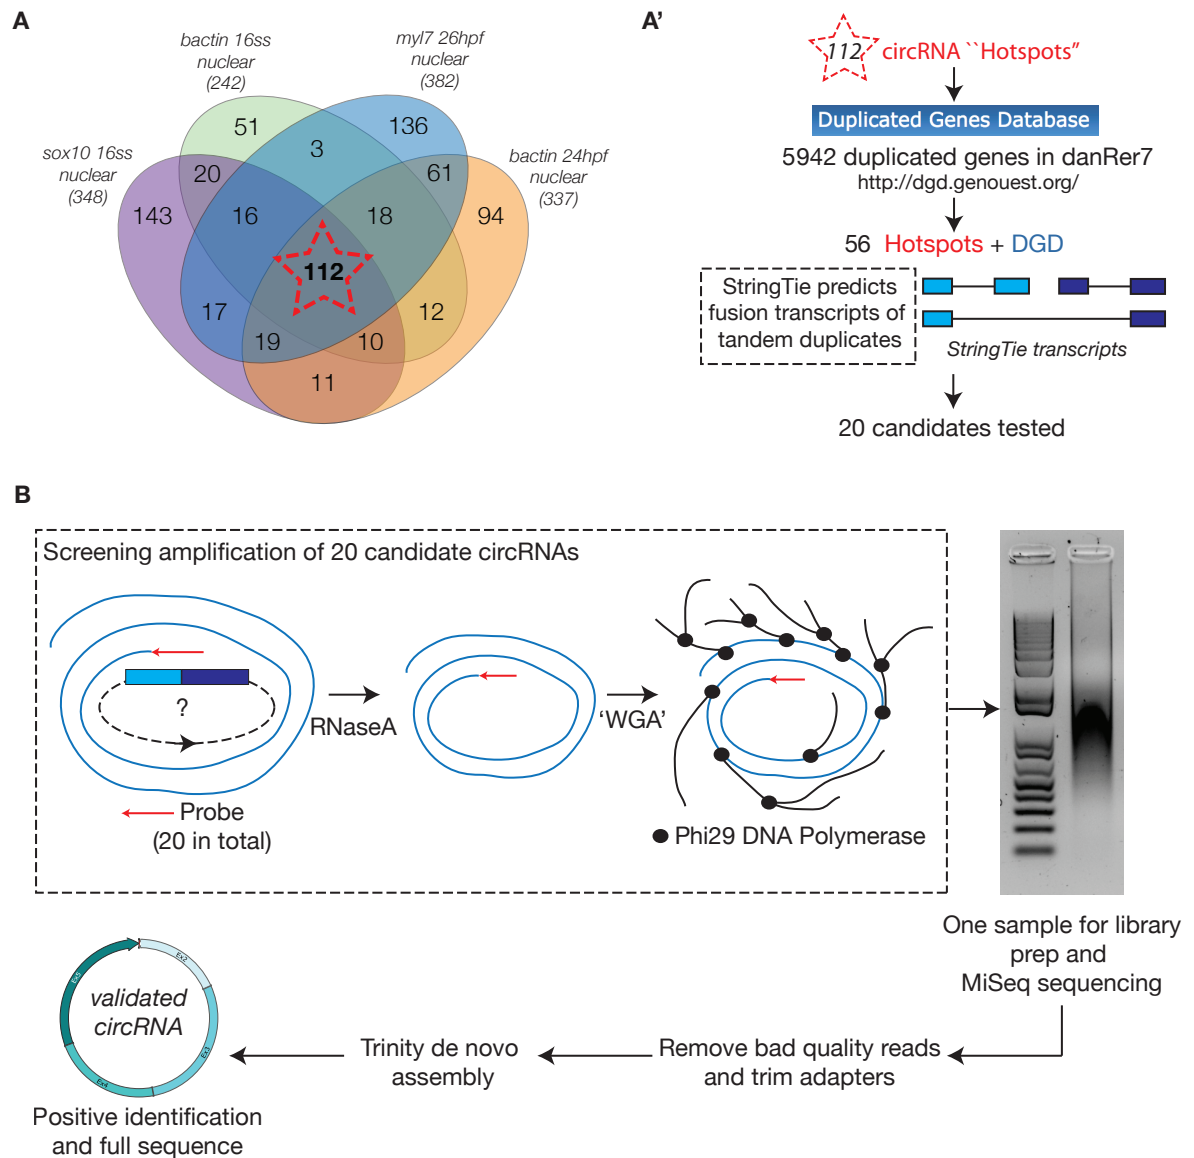 A
bactin 16ss
nuclear
(242)
myl7 26hpf
nuclear
(382)
sox10 16ss
nuclear
(348)
bactin 24hpf
nuclear
(337)
51
3
136
20
61
143
16
18
94
112
17
12
19
10
11
A'
112 circRNA ``Hotspots”
Duplicated Genes Database
5942 duplicated genes in danRer7
http://dgd.genouest.org/
56 Hotspots + DGD
StringTie predicts
fusion transcripts of
tandem duplicates
StringTie transcripts
20 candidates tested
B
Screening amplification of 20 candidate circRNAs
?
Probe
(20 in total)
RNaseA
‘WGA’
Phi29 DNA Polymerase
One sample for library
prep and
MiSeq sequencing
Remove bad quality reads
and trim adapters
Trinity de novo
assembly
Ex2
Ex3
Ex4
Ex5
validated
circRNA
Positive identification
and full sequence